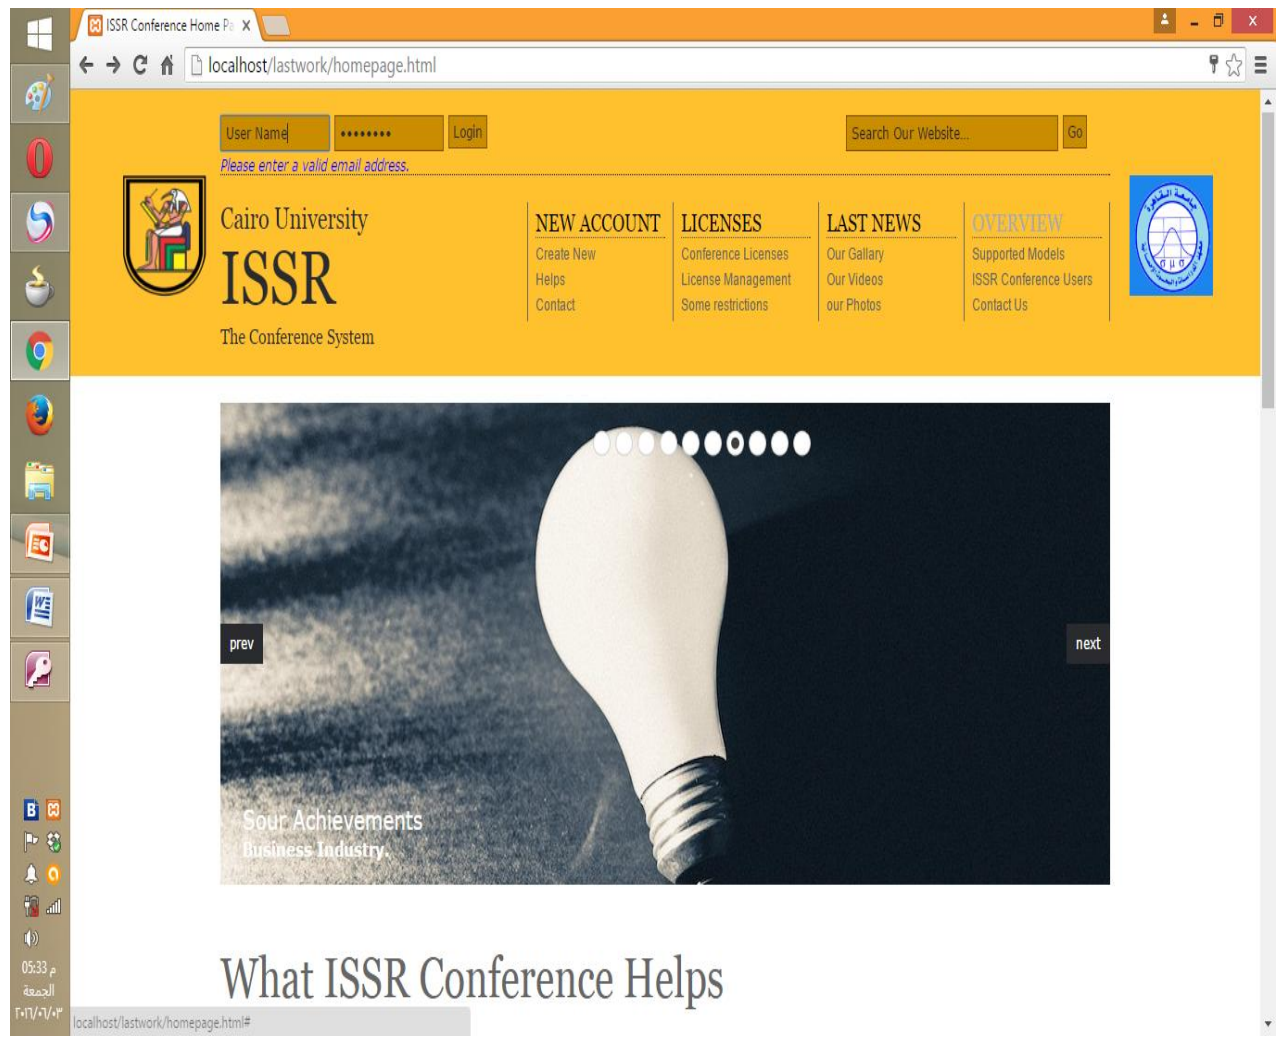 ISSR Conference Home Pa
localhost/lastwork/homepage.html
User Name
Login
Search Our Website...
Go
Please enter a valid email address.
Cairo University
ISSR
The Conference System
NEW ACCOUNT
Create New
Helps
Contact
LICENSES
Conference Licenses
License Management
Some restrictions
LAST NEWS
Our Gallary
Our Videos
our Photos
OVERVIEW
Supported Models
ISSR Conference Users
Contact Us
prev
next
Sour Achievements
Business Industry.
What ISSR Conference Helps
05:33 م
الجمعة
٢٠١٦/٠٦/٠٣
localhost/lastwork/homepage.html#